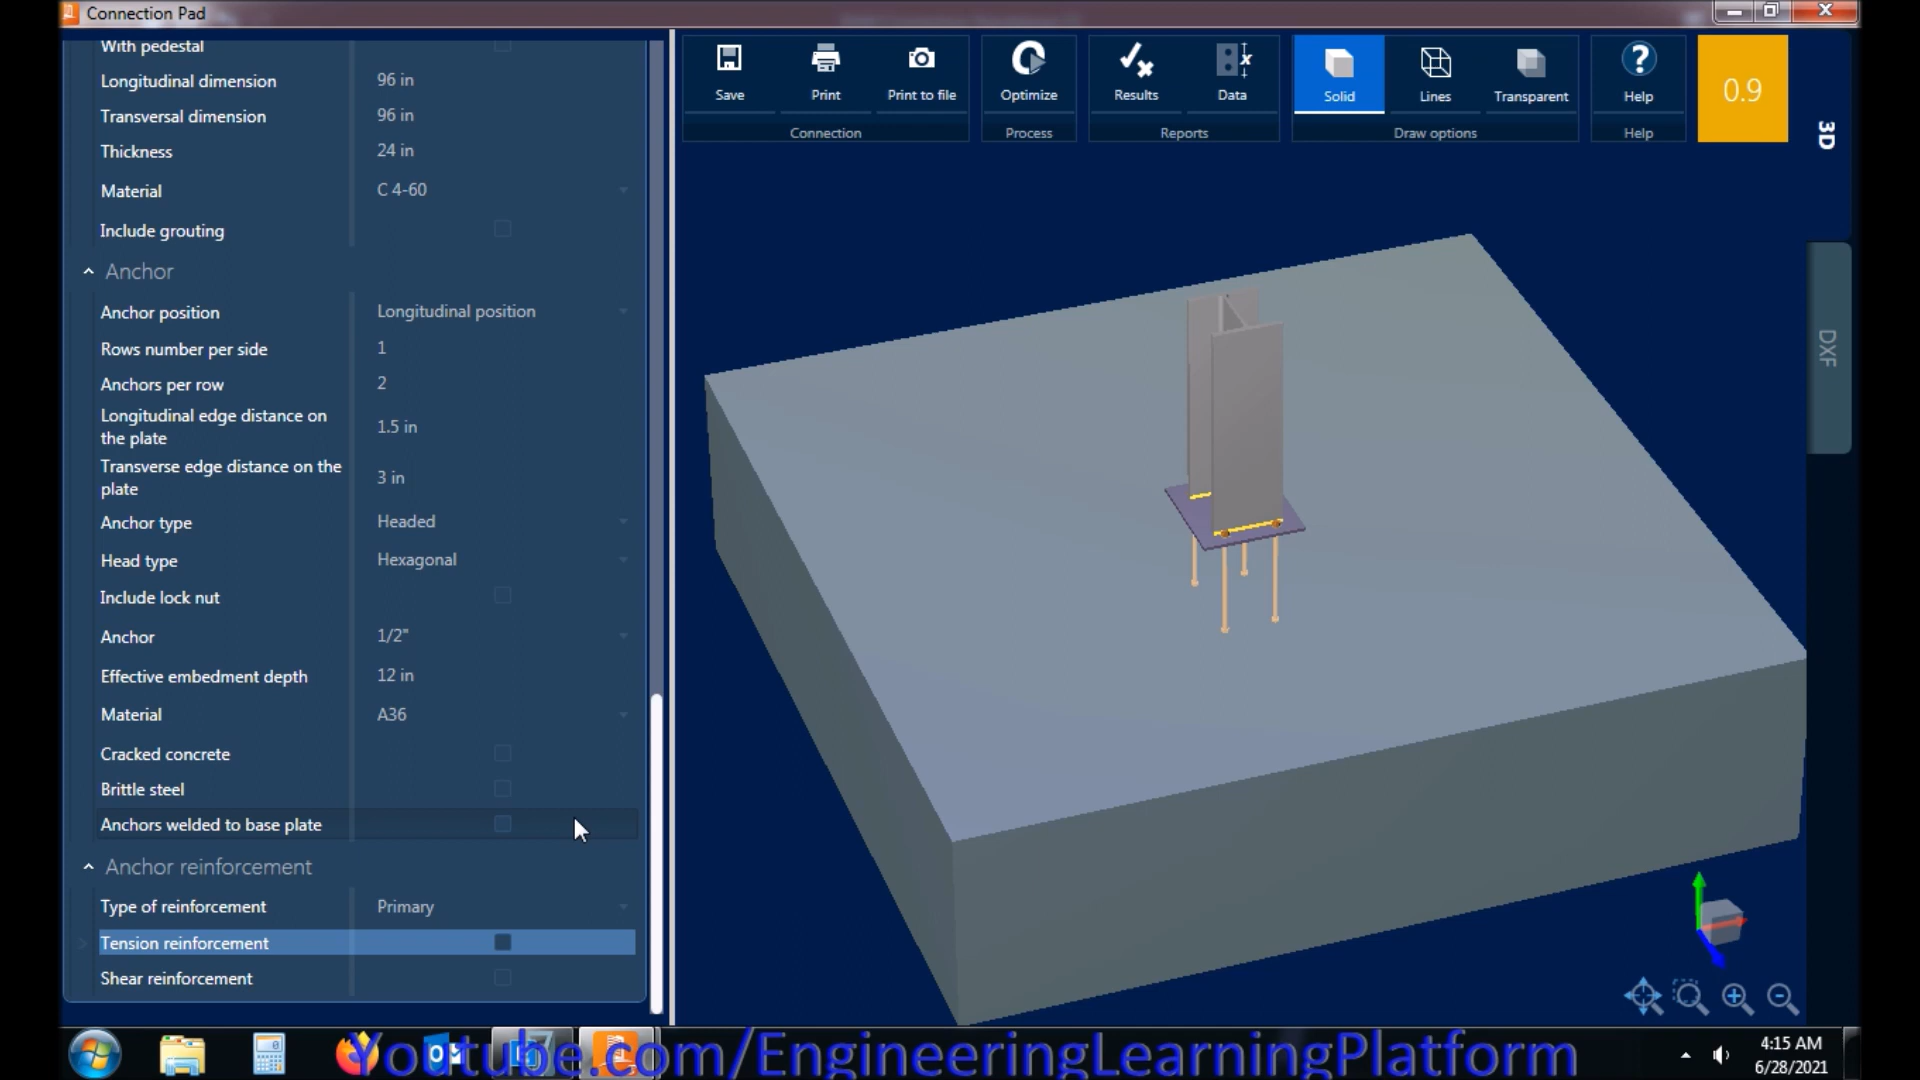 Connection Pad
With pedestal
Longitudinal dimension 96 in
Transversal dimension 96 in
Thickness 24 in
Material C 4-60
Include grouting
Anchor
Anchor position Longitudinal position
Rows number per side 1
Anchors per row 2
Longitudinal edge distance on
the plate 1.5 in
Transverse edge distance on the
plate 3 in
Anchor type Headed
Head type Hexagonal
Include lock nut
Anchor 1/2"
Effective embedment depth 12 in
Material A36
Cracked concrete
Brittle steel
Anchors welded to base plate
Anchor reinforcement
Type of reinforcement Primary
Tension reinforcement
Shear reinforcement
Save Print Print to file
Connection
Optimize
Process
Results Data
Reports
Solid Lines Transparent
Draw options
Help
Help
0.9
3D
DXF
Youtube.com/EngineeringLearningPlatform
4:15 AM
6/28/2021